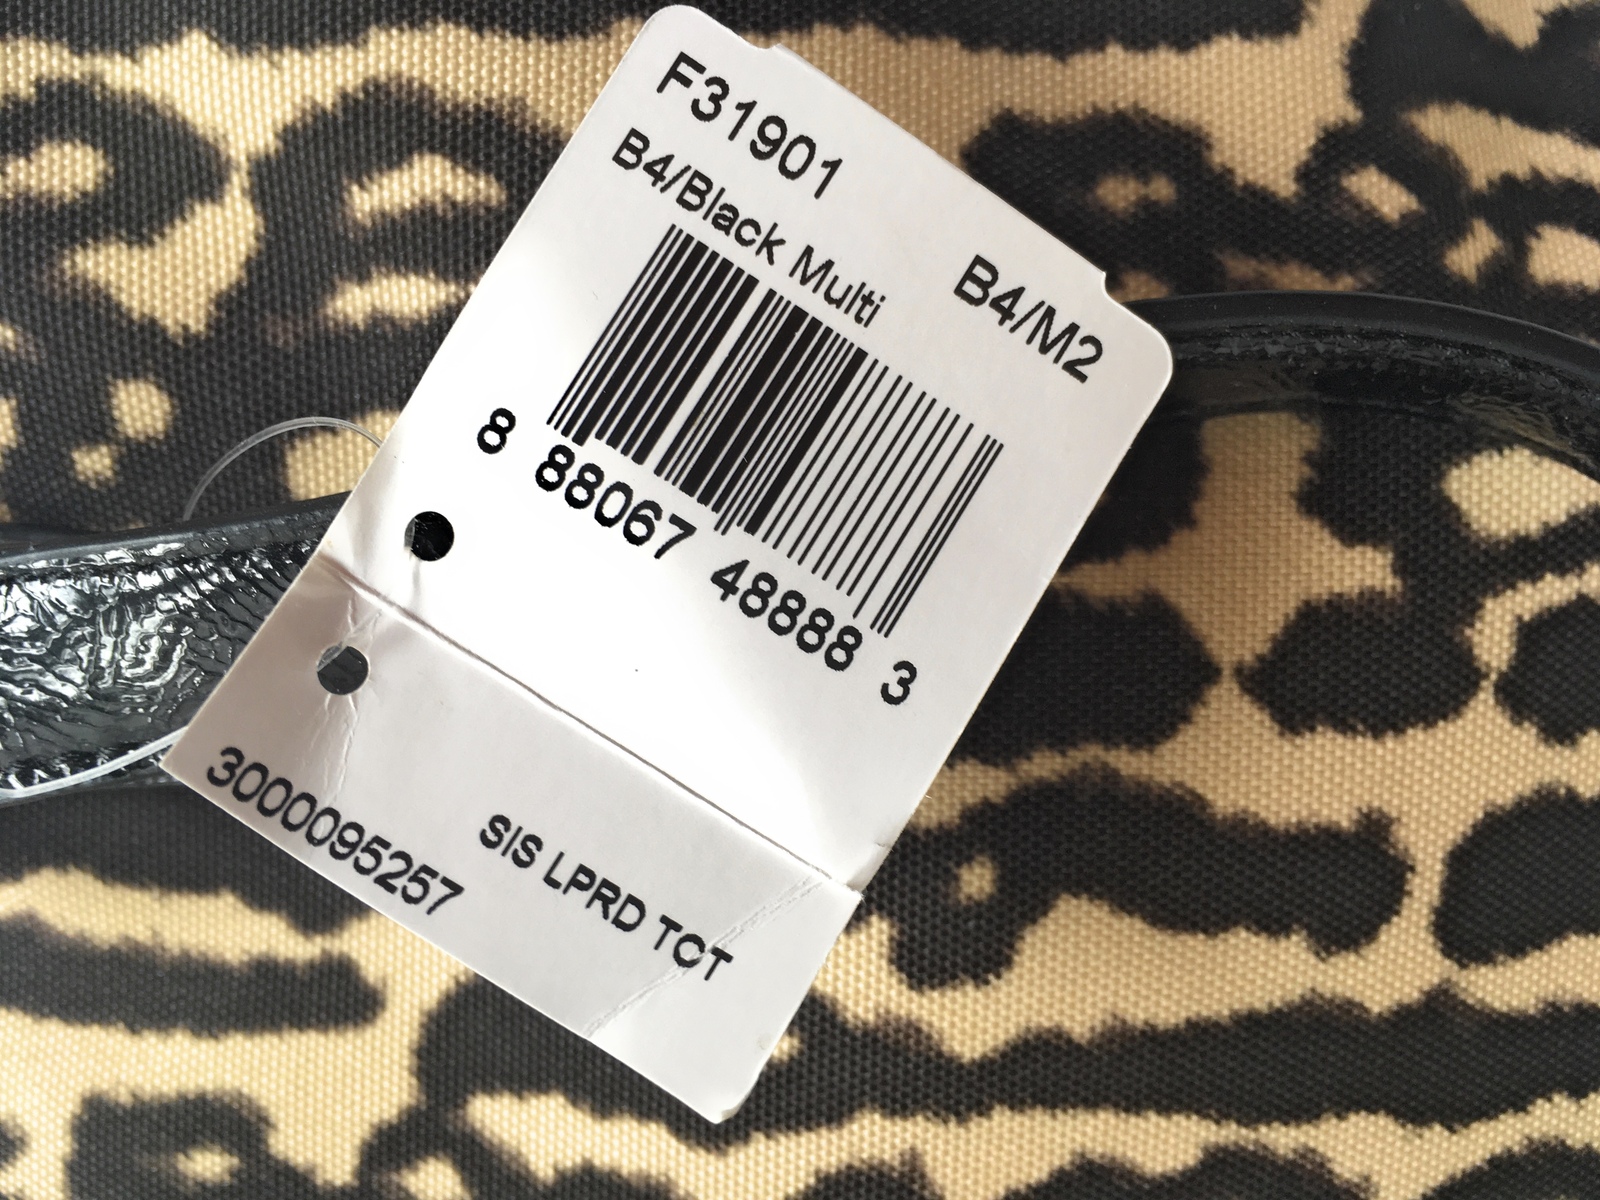 F31901
B4/Black Multi
B4/M2
8 88067 48888 3
SIS LPRD TOT
3000095257